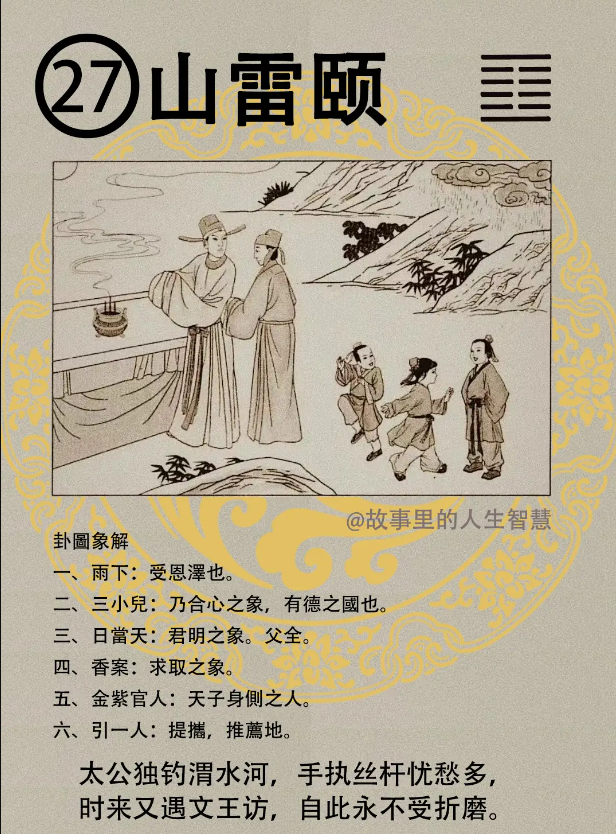 27 山雷颐
@故事里的人生智慧
卦圖象解
一、雨下：受恩澤也。
二、三小兒：乃合心之象，有德之國也。
三、日當天：君明之象。父全。
四、香案：求取之象。
五、金紫官人：天子身側之人。
六、引一人：提攜，推薦地。
太公独钓渭水河，手执丝杆忧愁多，
时来又遇文王访，自此永不受折磨。